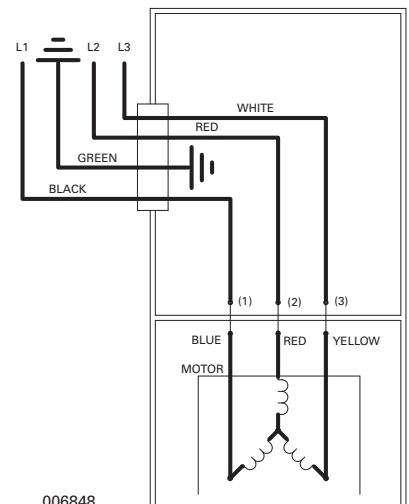 L1 L2 L3
WHITE
RED
GREEN
BLACK
(1) (2) (3)
BLUE RED YELLOW
MOTOR
006848